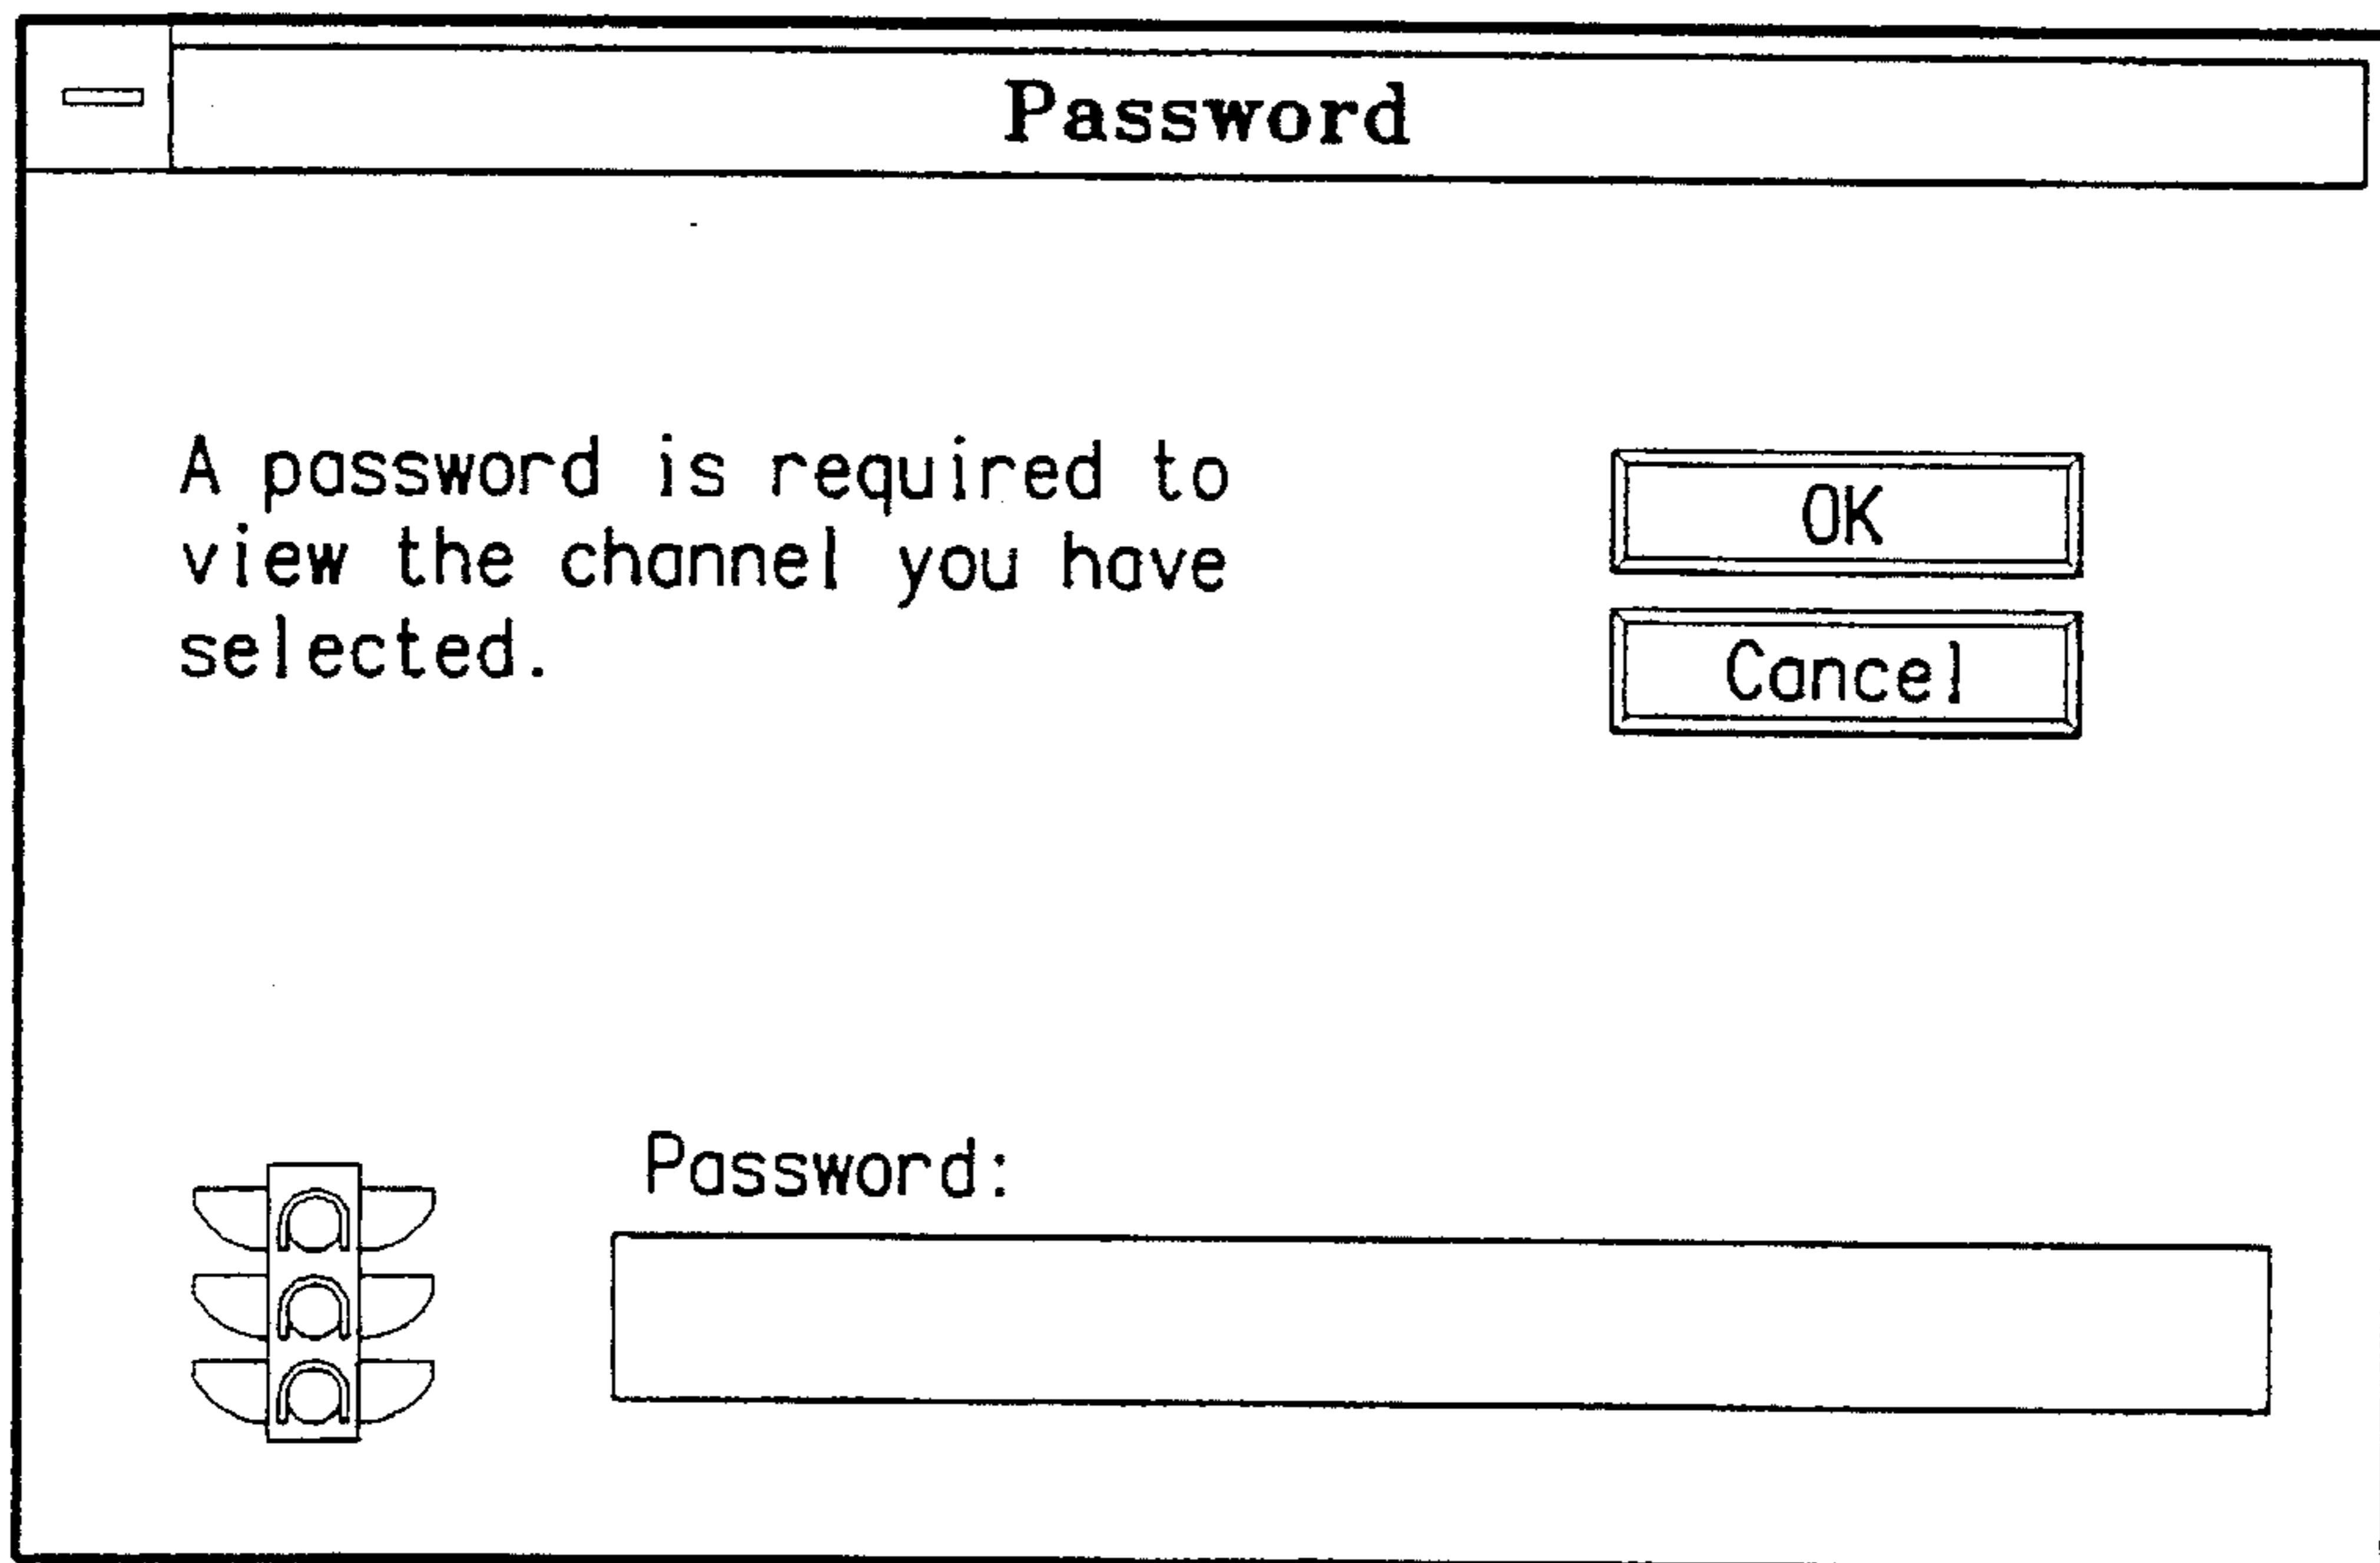 Password
A password is required to
view the channel you have
selected.
OK
Cancel
Password: